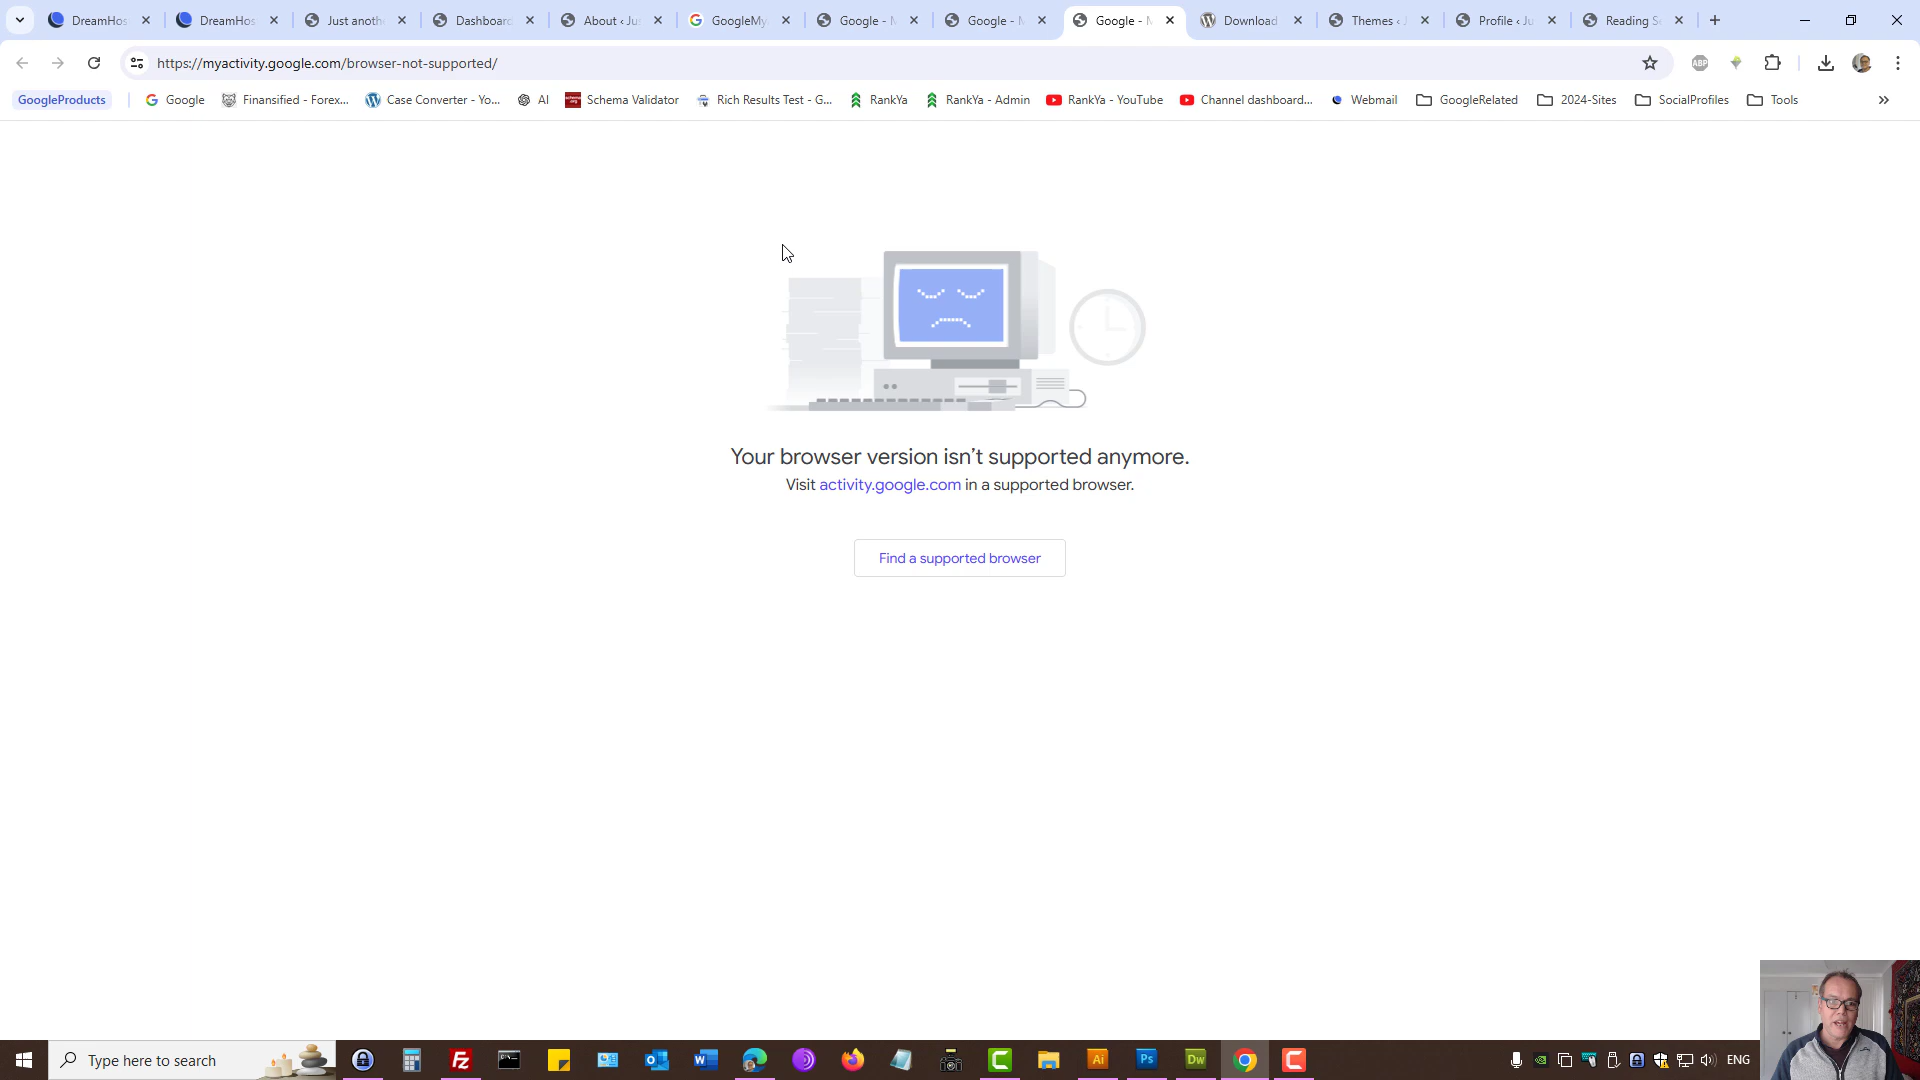 DreamHos
DreamHos
Just anoth
Dashboard
About ‹ Ju
GoogleMy
Google - M
Google - M
Google - M
Download
Themes ‹ J
Profile ‹ Ju
Reading Se
https://myactivity.google.com/browser-not-supported/
ABP
GoogleProducts
Google
Finansified - Forex...
Case Converter - Yo...
AI
Schema Validator
Rich Results Test - G...
RankYa
RankYa - Admin
RankYa - YouTube
Channel dashboard...
Webmail
GoogleRelated
2024-Sites
SocialProfiles
Tools
Your browser version isn't supported anymore.
Visit activity.google.com in a supported browser.
Find a supported browser
Type here to search
ENG